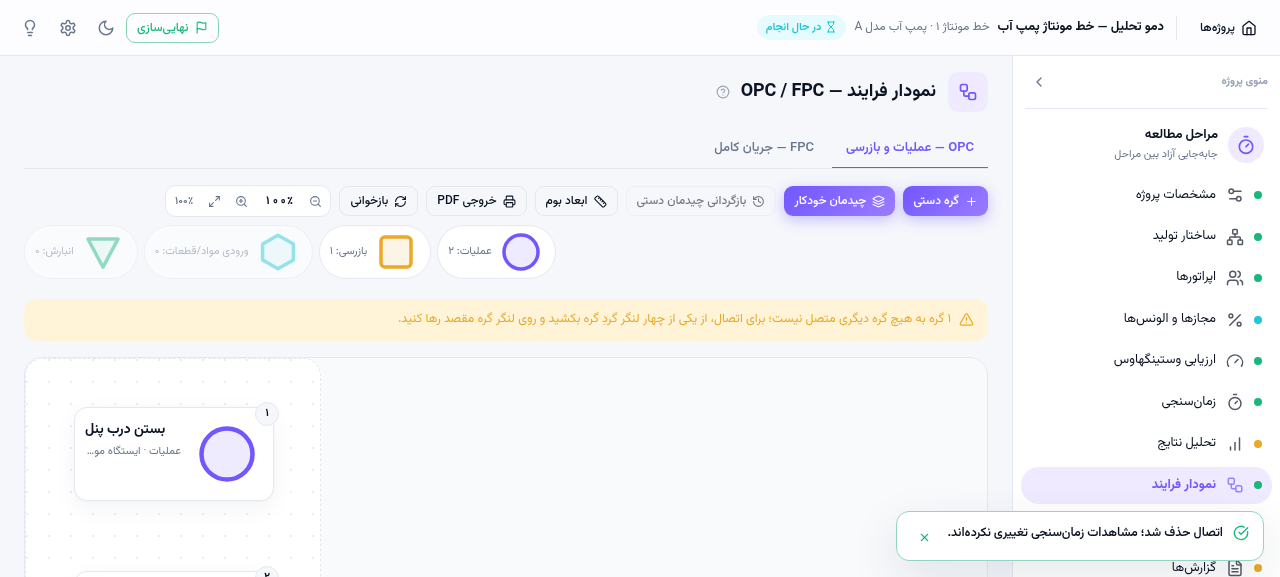 پروژه‌ها
دمو تحلیل — خط مونتاژ پمپ آب
خط مونتاژ ۱ · پمپ آب مدل A
در حال انجام
نهایی‌سازی
منوی پروژه
مراحل مطالعه
جابه‌جایی آزاد بین مراحل
مشخصات پروژه
ساختار تولید
اپراتورها
مجازها و الونس‌ها
ارزیابی وستینگهاوس
زمان‌سنجی
تحلیل نتایج
نمودار فرایند
گزارش‌ها
نمودار فرایند — OPC / FPC
OPC — عملیات و بازرسی
FPC — جریان کامل
گره دستی
چیدمان خودکار
بازگردانی چیدمان دستی
ابعاد بوم
خروجی PDF
بازخوانی
۱۰۰٪
۱۰۰٪
عملیات: ۲
بازرسی: ۱
ورودی مواد/قطعات: ۰
انبارش: ۰
۱ گره به هیچ گره دیگری متصل نیست؛ برای اتصال، از یکی از چهار لنگر گردِ گره بکشید و روی لنگر گره مقصد رها کنید.
۱
بستن درب پنل
عملیات · ایستگاه مو...
۲
اتصال حذف شد؛ مشاهدات زمان‌سنجی تغییری نکرده‌اند.